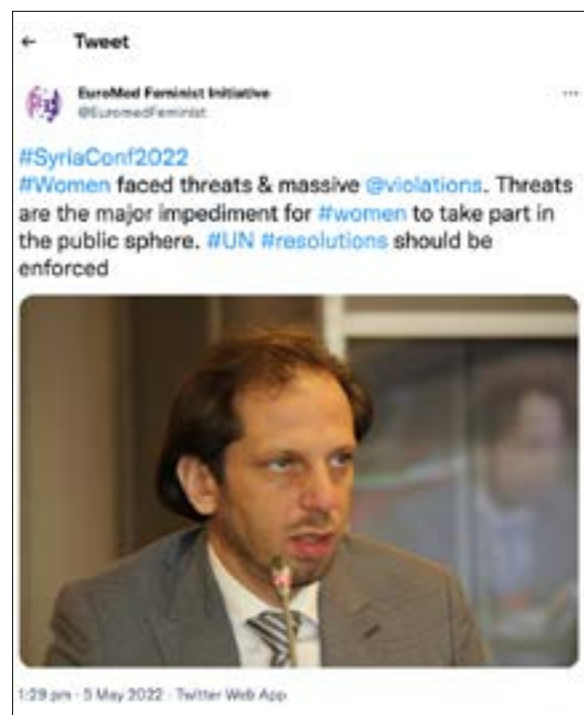 ← Tweet
EuroMed Feminist Initiative
@EuromedFeminist
#SyriaConf2022
#Women faced threats & massive @violations. Threats
are the major impediment for #women to take part in
the public sphere. #UN #resolutions should be
enforced
1:29 pm · 5 May 2022 · Twitter Web App